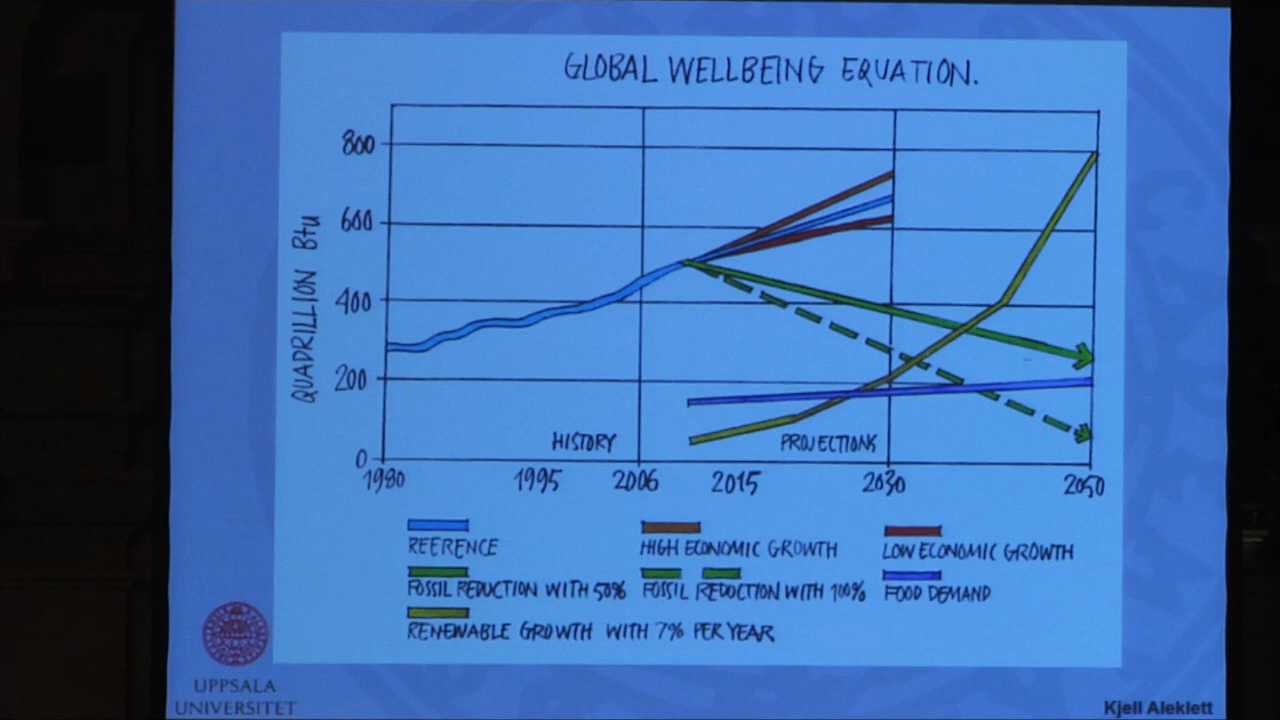 GLOBAL WELLBEING EQUATION.
QUADRILLION Btu
800
600
400
200
0
HISTORY
PROJECTIONS
1980 1995 2006 2015 2030 2050
REERENCE HIGH ECONOMIC GROWTH LOW ECONOMIC GROWTH
FOSSIL REDUCTION WITH 50% FOSSIL REDUCTION WITH 100% FOOD DEMAND
RENEWABLE GROWTH WITH 7% PER YEAR
UPPSALA
UNIVERSITET
Kjell Aleklett